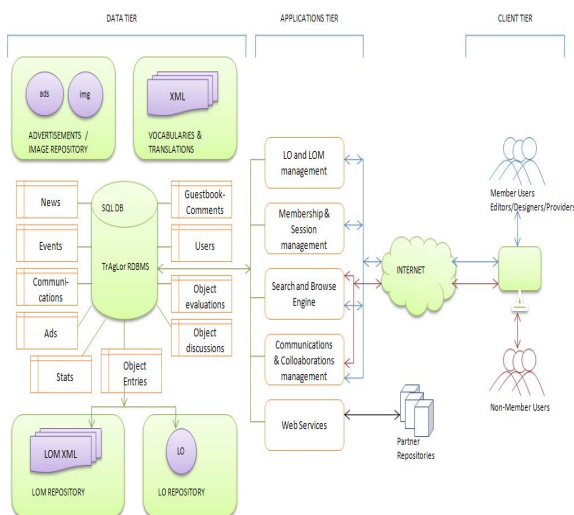 DATA TIER
APPLICATIONS TIER
CLIENT TIER
ads
img
ADVERTISEMENTS /
IMAGE REPOSITORY
XML
VOCABULARIES &
TRANSLATIONS
News
Events
Communi-
cations
Ads
Stats
SQL DB
TrAgLor RDBMS
Guestbook-
Comments
Users
Object
evaluations
Object
discussions
Object
Entries
LOM XML
LOM REPOSITORY
LO
LO REPOSITORY
LO and LOM
management
Membership &
Session management
Search and Browse
Engine
Communications
& Colloaborations
management
Web Services
INTERNET
Partner
Repositories
Member Users
Editors/Designers/Providers
Non-Member Users